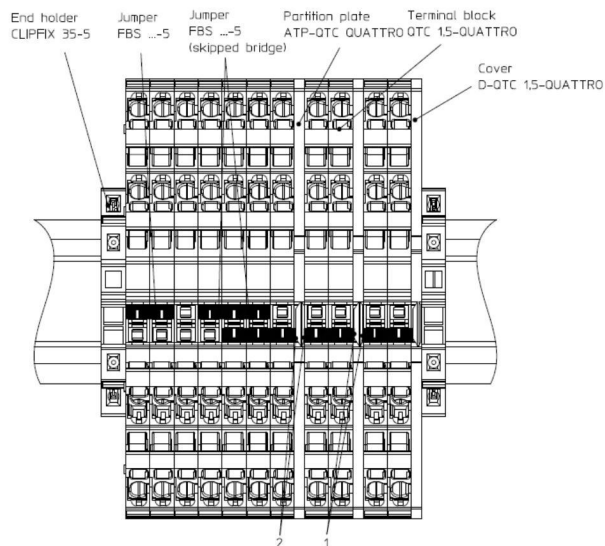 End holder
CLIPFIX 35-5
Jumper
FBS ...-5
Jumper
FBS ...-5
(skipped bridge)
Partition plate
ATP-QTC QUATTRO
Terminal block
QTC 1,5-QUATTRO
Cover
D-QTC 1,5-QUATTRO
2
1